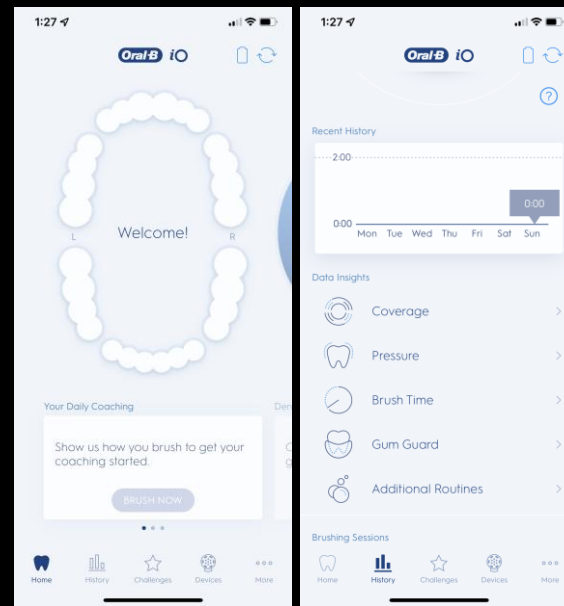 1:27
Oral-B iO
L
Welcome!
R
Your Daily Coaching
Den
Show us how you brush to get your
coaching started.
BRUSH NOW
Home History Challenges Devices More
1:27
Oral-B iO
?
Recent History
2:00
0:00
0:00
Mon Tue Wed Thu Fri Sat Sun
Data Insights
Coverage
Pressure
Brush Time
Gum Guard
Additional Routines
Brushing Sessions
Home History Challenges Devices More